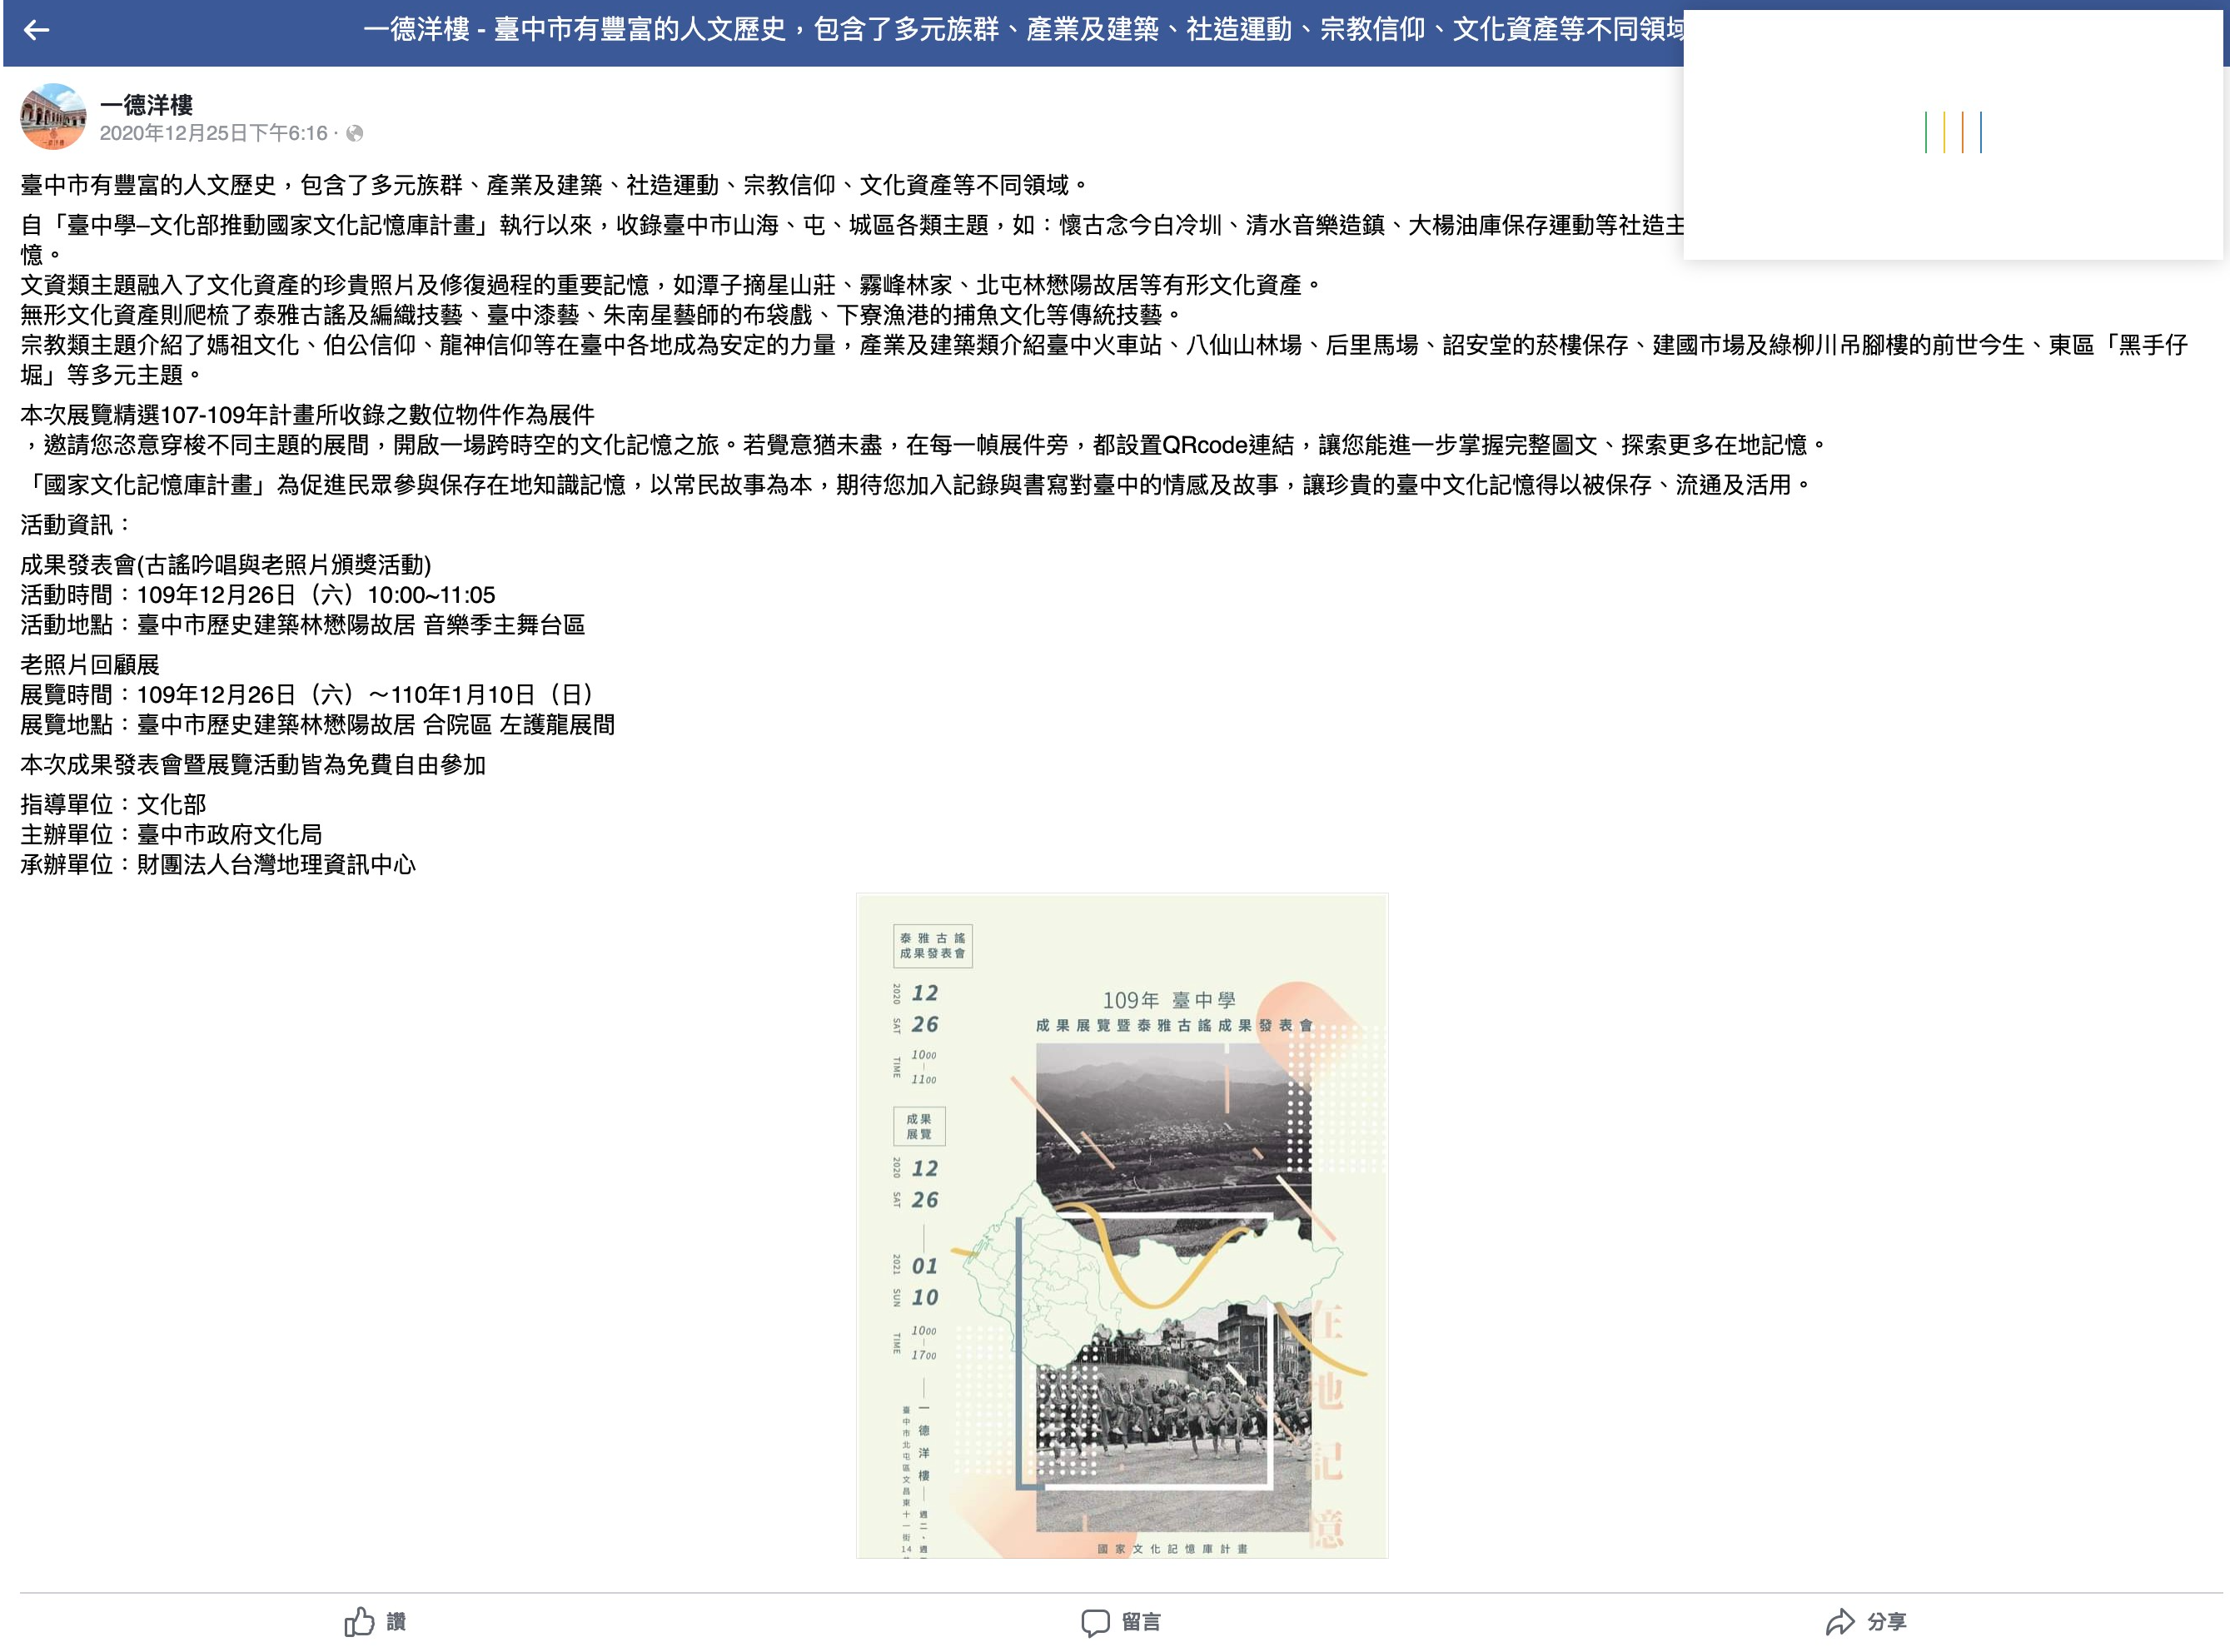 一德洋樓 - 臺中市有豐富的人文歷史，包含了多元族群、產業及建築、社造運動、宗教信仰、文化資產等不同領域
一德洋樓
2020年12月25日下午6:16 ·
臺中市有豐富的人文歷史，包含了多元族群、產業及建築、社造運動、宗教信仰、文化資產等不同領域。
自「臺中學–文化部推動國家文化記憶庫計畫」執行以來，收錄臺中市山海、屯、城區各類主題，如：懷古念今白冷圳、清水音樂造鎮、大楊油庫保存運動等社造主
憶。
文資類主題融入了文化資產的珍貴照片及修復過程的重要記憶，如潭子摘星山莊、霧峰林家、北屯林懋陽故居等有形文化資產。
無形文化資產則爬梳了泰雅古謠及編織技藝、臺中漆藝、朱南星藝師的布袋戲、下寮漁港的捕魚文化等傳統技藝。
宗教類主題介紹了媽祖文化、伯公信仰、龍神信仰等在臺中各地成為安定的力量，產業及建築類介紹臺中火車站、八仙山林場、后里馬場、詔安堂的菸樓保存、建國市場及綠柳川吊腳樓的前世今生、東區「黑手仔
堀」等多元主題。
本次展覽精選107-109年計畫所收錄之數位物件作為展件
，邀請您恣意穿梭不同主題的展間，開啟一場跨時空的文化記憶之旅。若覺意猶未盡，在每一幀展件旁，都設置QRcode連結，讓您能進一步掌握完整圖文、探索更多在地記憶。
「國家文化記憶庫計畫」為促進民眾參與保存在地知識記憶，以常民故事為本，期待您加入記錄與書寫對臺中的情感及故事，讓珍貴的臺中文化記憶得以被保存、流通及活用。
活動資訊：
成果發表會(古謠吟唱與老照片頒獎活動)
活動時間：109年12月26日（六）10:00~11:05
活動地點：臺中市歷史建築林懋陽故居 音樂季主舞台區
老照片回顧展
展覽時間：109年12月26日（六）～110年1月10日（日）
展覽地點：臺中市歷史建築林懋陽故居 合院區 左護龍展間
本次成果發表會暨展覽活動皆為免費自由參加
指導單位：文化部
主辦單位：臺中市政府文化局
承辦單位：財團法人台灣地理資訊中心
泰雅古謠
成果發表會
2020 12
SAT 26
TIME 1000
1100
成果
展覽
2020 12
SAT 26
2021 01
SUN 10
TIME 1000
1700
一德洋樓
週二、週
臺中市北屯區文昌東十一街14
109年 臺中學
成果展覽暨泰雅古謠成果發表會
在地記憶
國家文化記憶庫計畫
讚
留言
分享